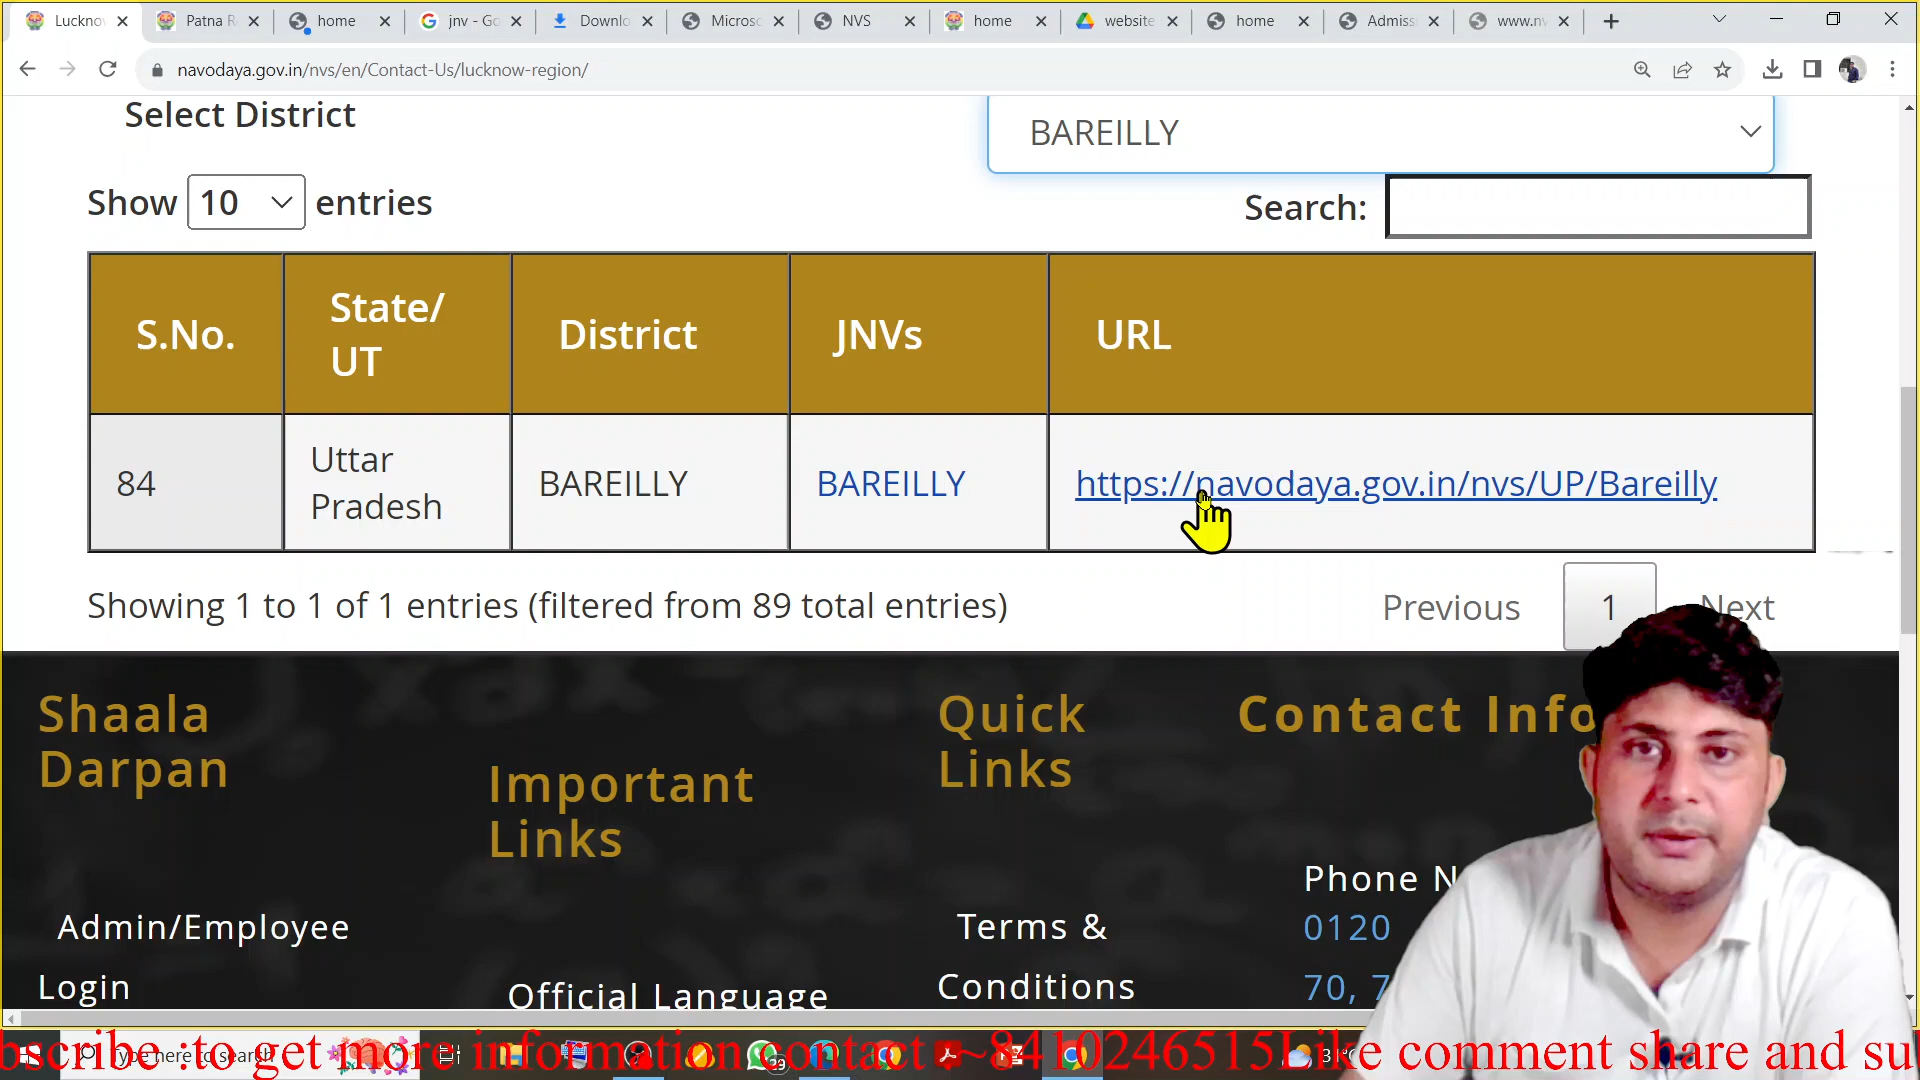 Lucknow
Patna R
home
jnv - Go
Downlo
Microso
NVS
home
website
home
Admiss
www.nv
navodaya.gov.in/nvs/en/Contact-Us/lucknow-region/
Select District
BAREILLY
Show 10 entries
Search:
S.No.
State/
UT
District
JNVs
URL
84
Uttar
Pradesh
BAREILLY
BAREILLY
https://navodaya.gov.in/nvs/UP/Bareilly
Showing 1 to 1 of 1 entries (filtered from 89 total entries)
Previous
1
Next
Shaala
Darpan
Important
Links
Quick
Links
Contact Info
Admin/Employee
Login
Official Language
Terms &
Conditions
Phone N
0120
70, 7
Type here to search
bscribe :to get more information contact :~8410246515Like comment share and su